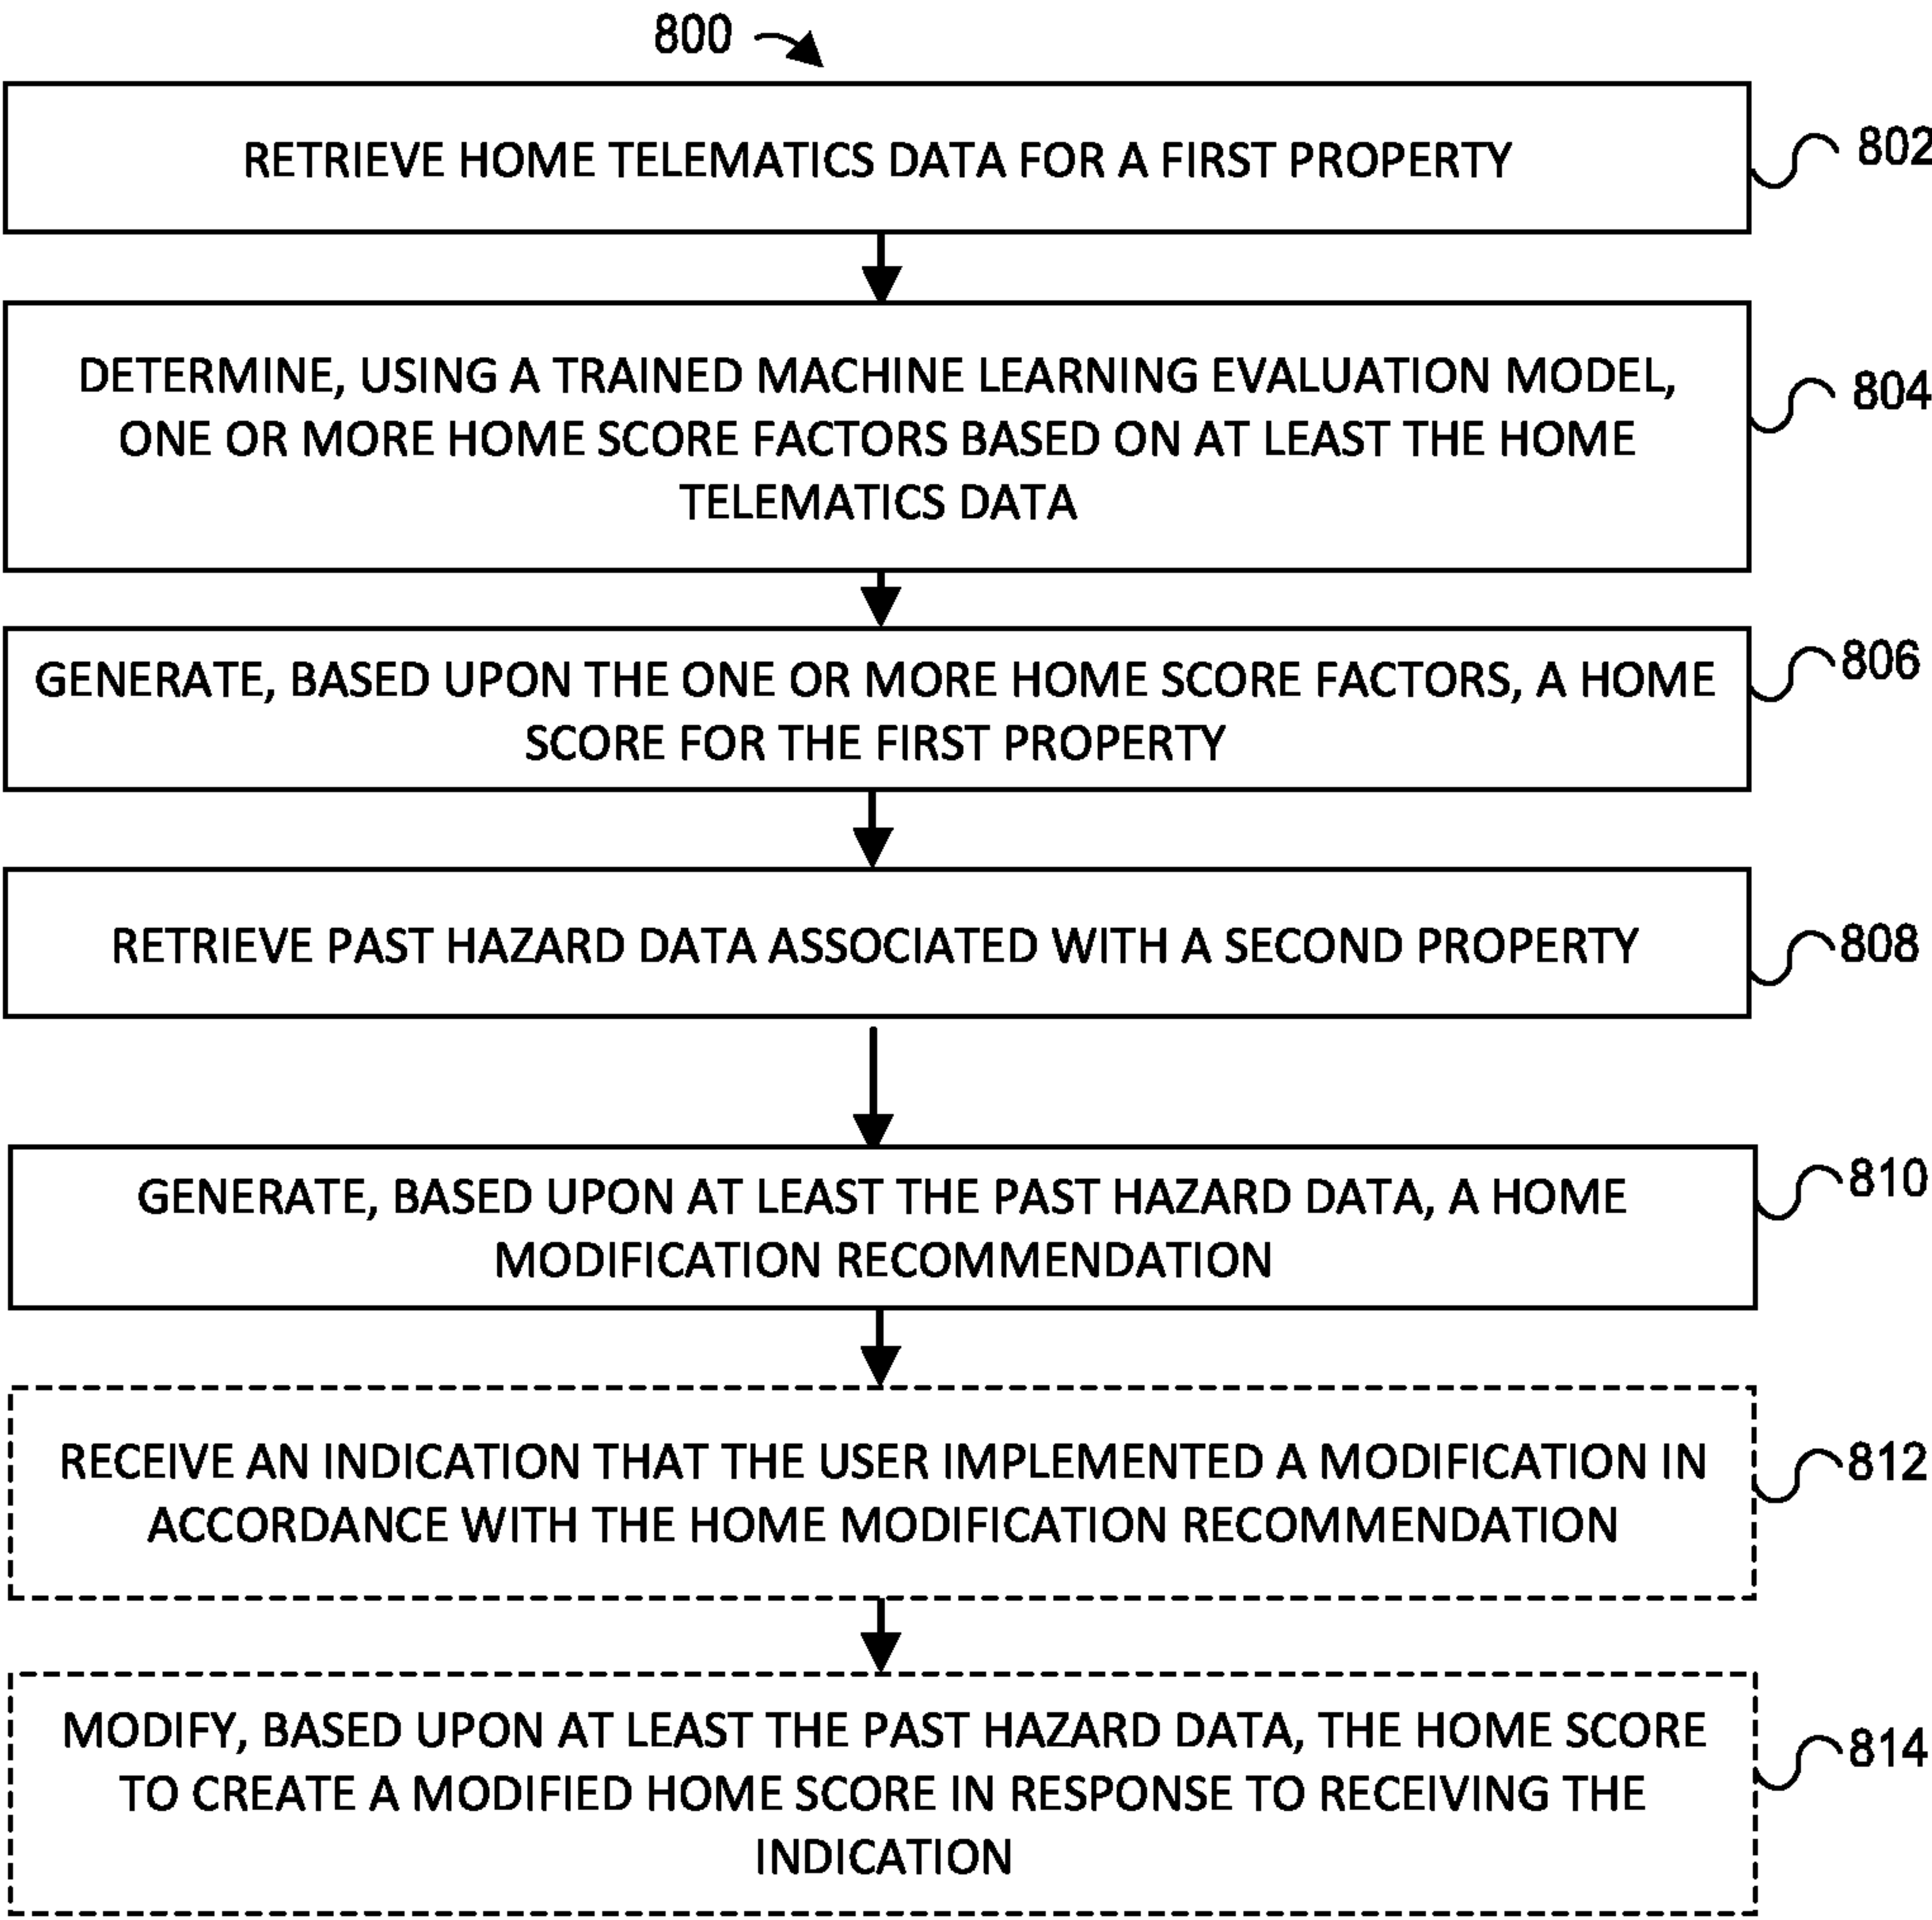 800
RETRIEVE HOME TELEMATICS DATA FOR A FIRST PROPERTY
802
DETERMINE, USING A TRAINED MACHINE LEARNING EVALUATION MODEL,
ONE OR MORE HOME SCORE FACTORS BASED ON AT LEAST THE HOME
TELEMATICS DATA
804
GENERATE, BASED UPON THE ONE OR MORE HOME SCORE FACTORS, A HOME
SCORE FOR THE FIRST PROPERTY
806
RETRIEVE PAST HAZARD DATA ASSOCIATED WITH A SECOND PROPERTY
808
GENERATE, BASED UPON AT LEAST THE PAST HAZARD DATA, A HOME
MODIFICATION RECOMMENDATION
810
RECEIVE AN INDICATION THAT THE USER IMPLEMENTED A MODIFICATION IN
ACCORDANCE WITH THE HOME MODIFICATION RECOMMENDATION
812
MODIFY, BASED UPON AT LEAST THE PAST HAZARD DATA, THE HOME SCORE
TO CREATE A MODIFIED HOME SCORE IN RESPONSE TO RECEIVING THE
INDICATION
814